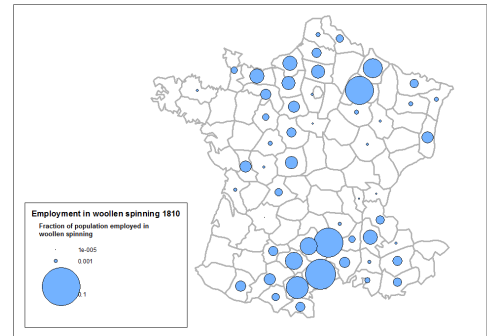 Employment in woollen spinning 1810
Fraction of population employed in
woollen spinning
1e-005
0.001
0.1